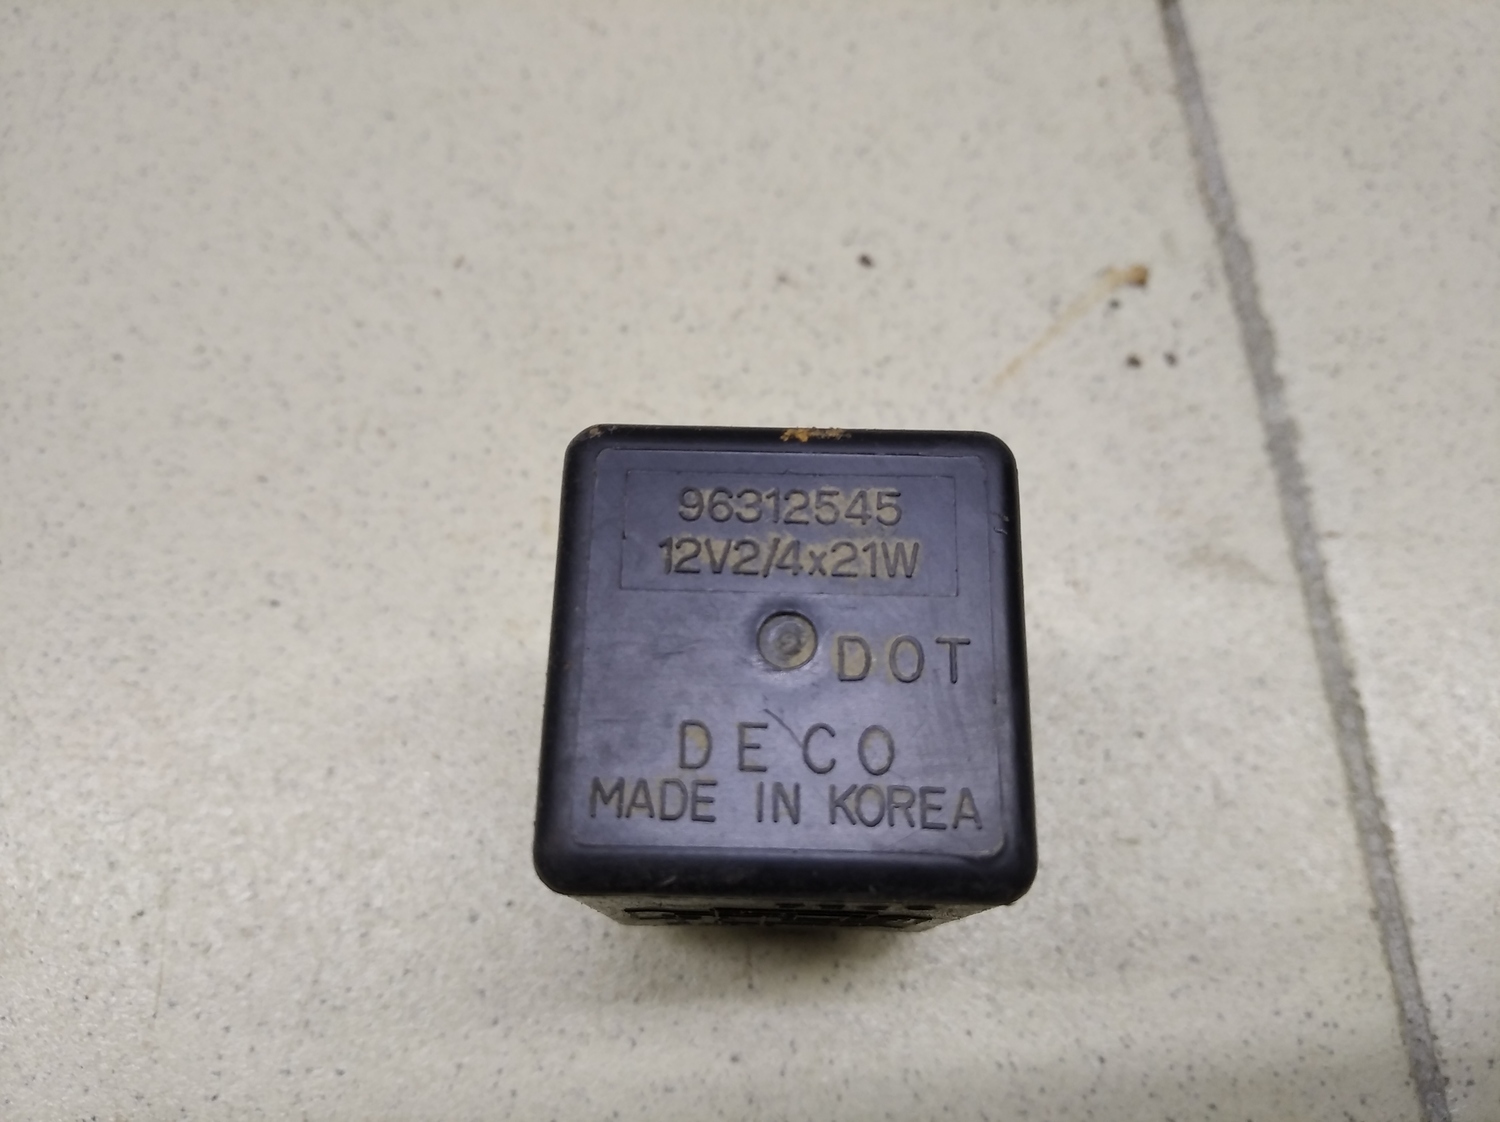 96312545
12V2/4x21W
DOT
DECO
MADE IN KOREA